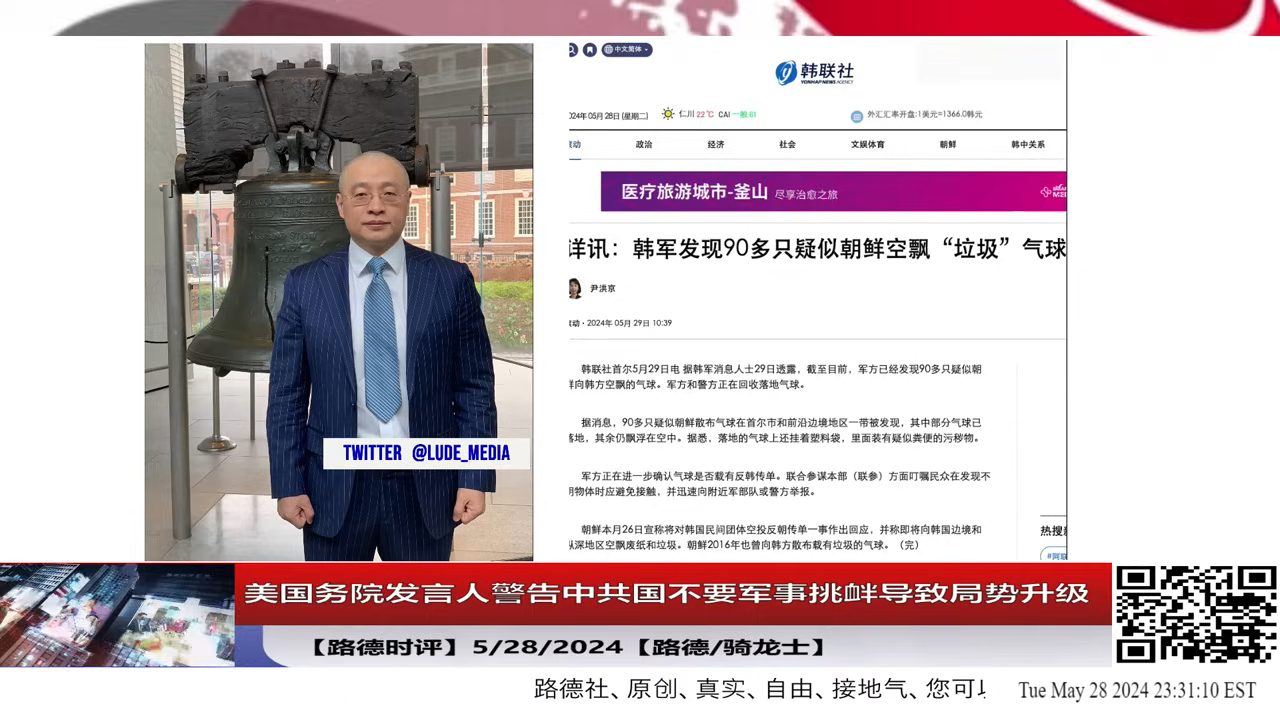 中文简体
韩联社
YONHAP NEWS AGENCY
024年05月28日 (星期二)
仁川 22℃ CAI 一般 61
外汇汇率开盘:1美元=1366.0韩元
动 政治 经济 社会 文娱体育 朝鲜 韩中关系
医疗旅游城市-釜山 尽享治愈之旅
详讯：韩军发现90多只疑似朝鲜空飘“垃圾”气球
尹洪京
动・2024年05月29日 10:39
韩联社首尔5月29日电 据韩军消息人士29日透露，截至目前，军方已经发现90多只疑似朝
鲜向韩方空飘的气球。军方和警方正在回收落地气球。
据消息，90多只疑似朝鲜散布气球在首尔市和前沿边境地区一带被发现，其中部分气球已
落地，其余仍飘浮在空中。据悉，落地的气球上还挂着塑料袋，里面装有疑似粪便的污秽物。
军方正在进一步确认气球是否载有反韩传单。联合参谋本部（联参）方面叮嘱民众在发现不
明物体时应避免接触，并迅速向附近军部队或警方举报。
朝鲜本月26日宣称将对韩国民间团体空投反朝传单一事作出回应，并称即将向韩国边境和
纵深地区空飘废纸和垃圾。朝鲜2016年也曾向韩方散布载有垃圾的气球。（完）
热搜
#阿联
TWITTER @LUDE_MEDIA
美国务院发言人警告中共国不要军事挑衅导致局势升级
【路德时评】5/28/2024【路德/骑龙士】
路德社、原创、真实、自由、接地气、您可以
Tue May 28 2024 23:31:10 EST